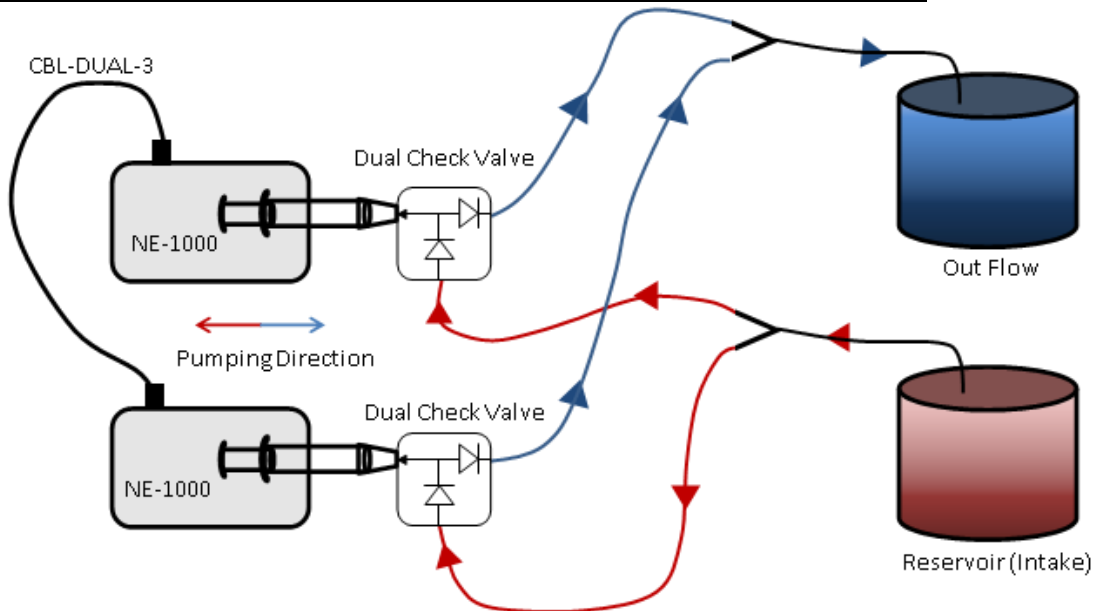 CBL-DUAL-3
Dual Check Valve
NE-1000
Out Flow
Pumping Direction
Dual Check Valve
NE-1000
Reservoir (Intake)